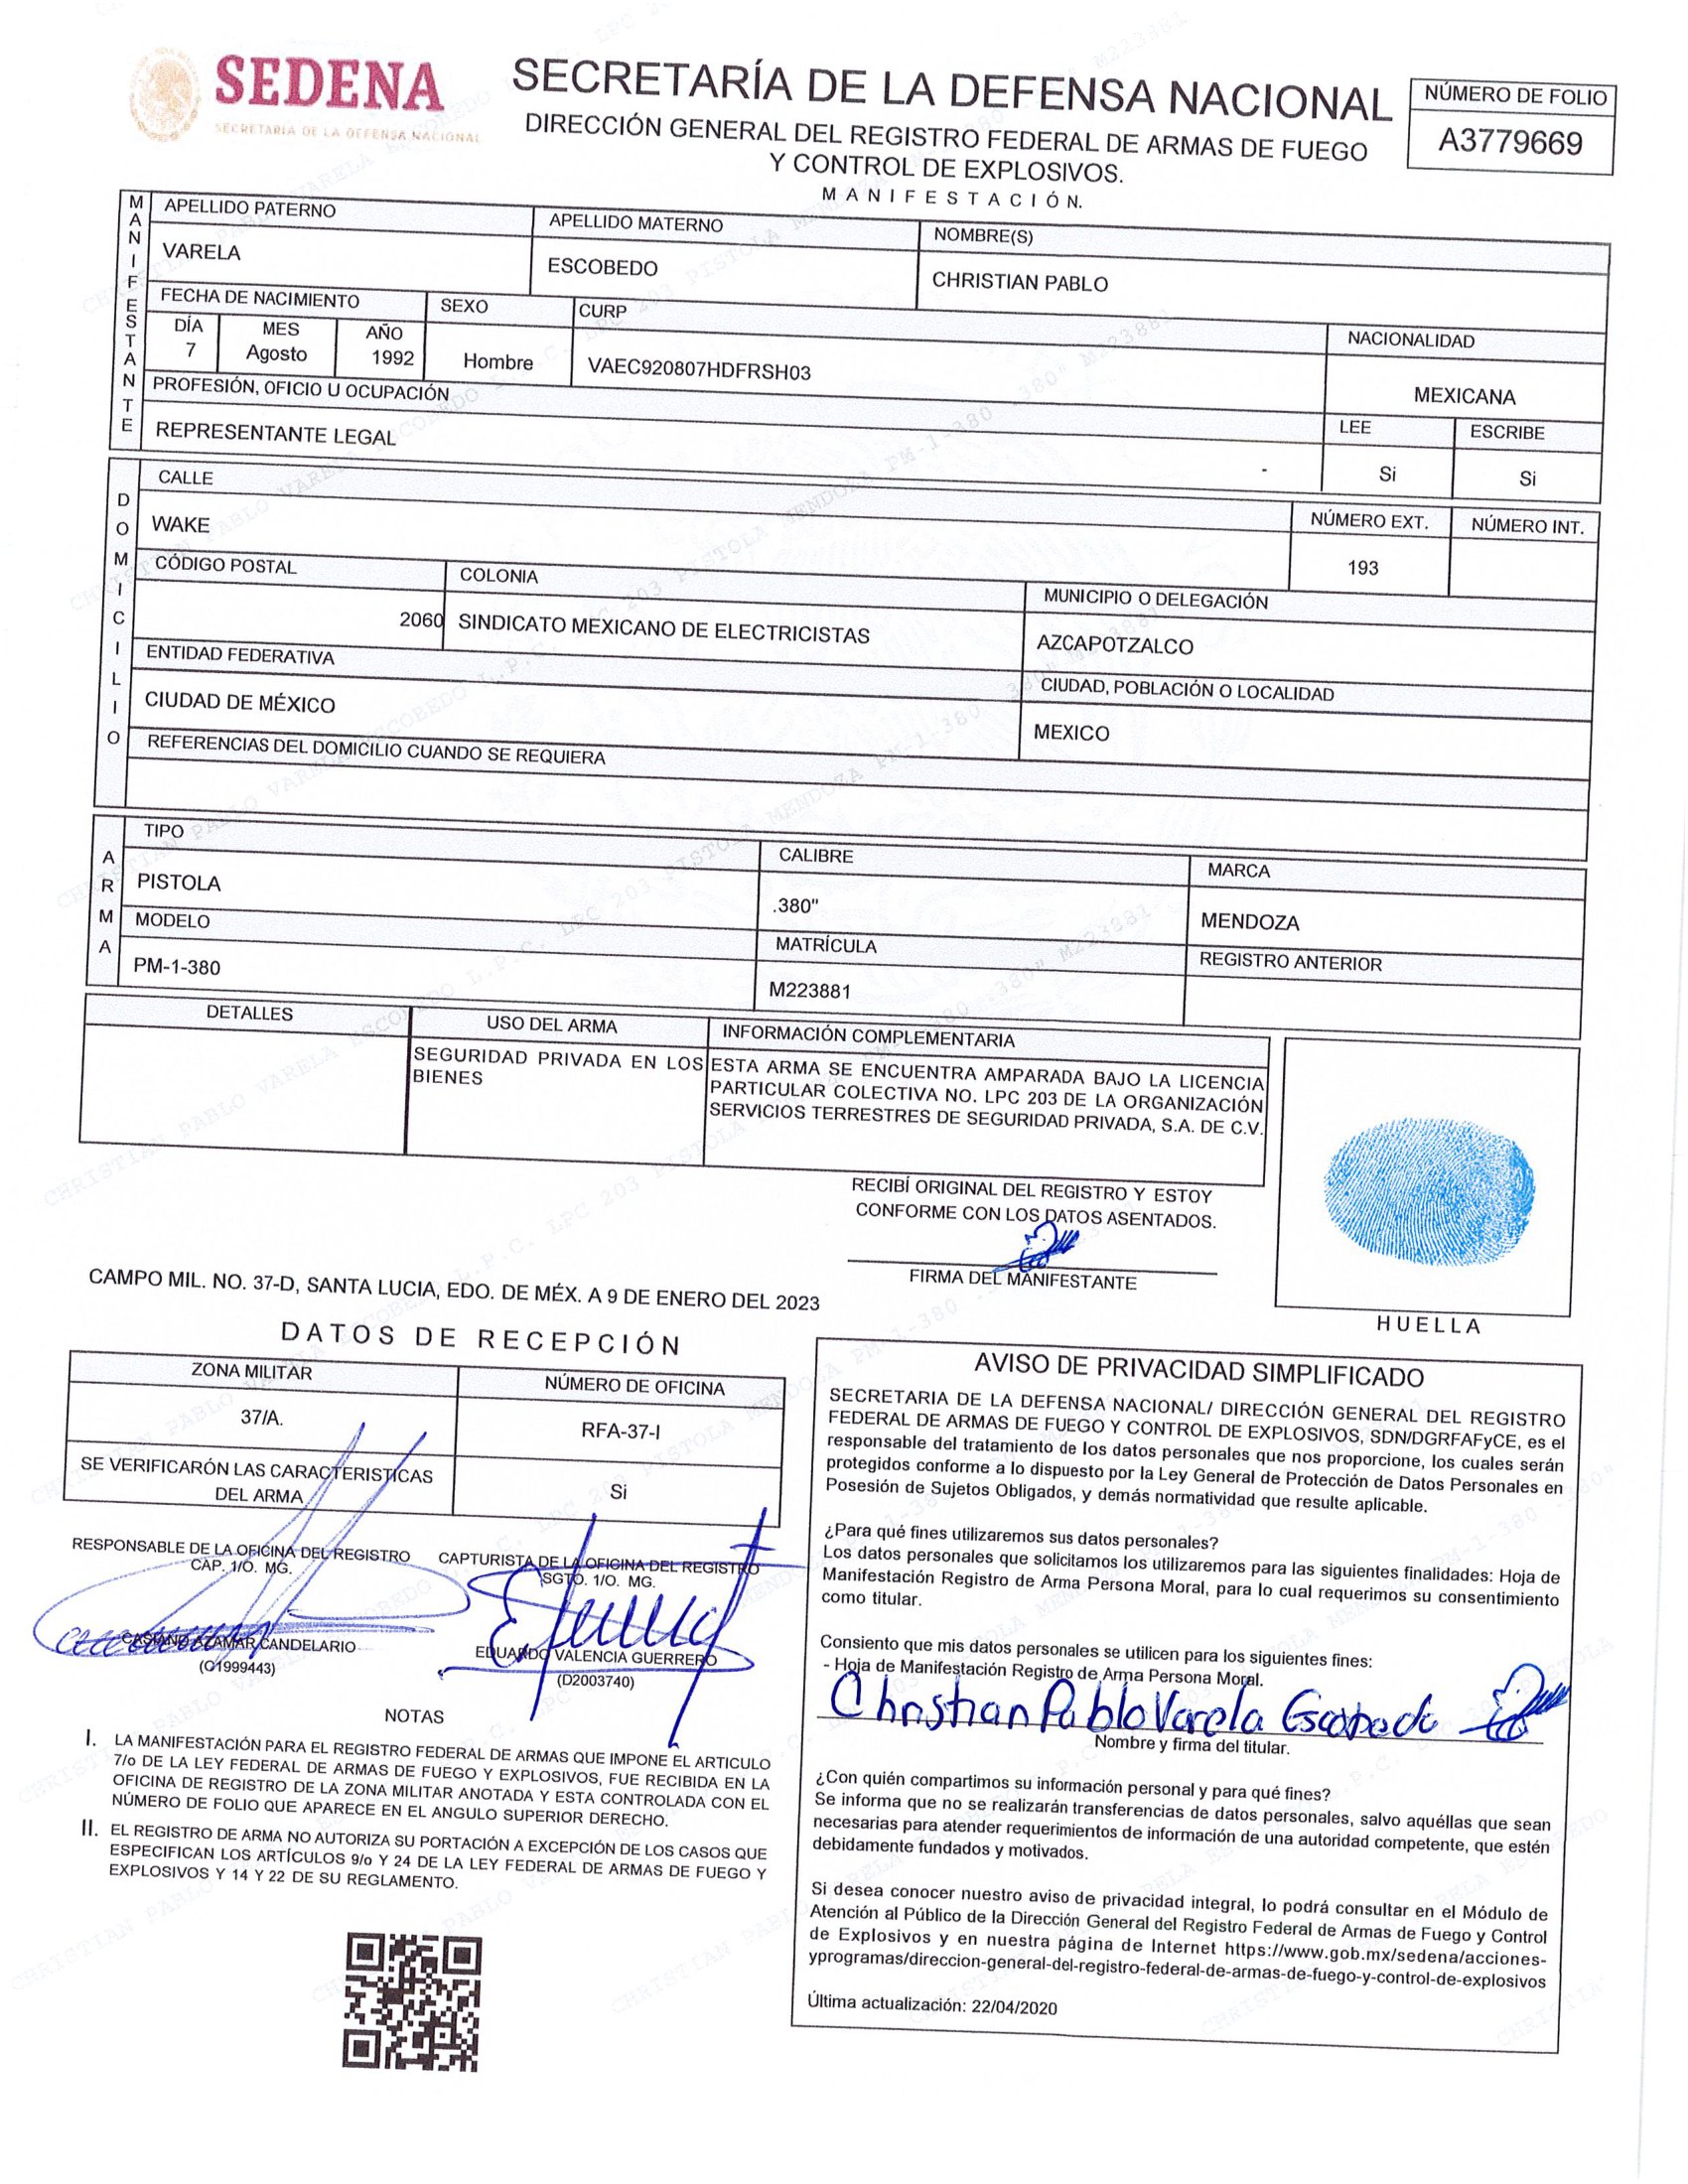 SEDENA
SECRETARÍA DE LA DEFENSA NACIONAL
SECRETARÍA DE LA DEFENSA NACIONAL
DIRECCIÓN GENERAL DEL REGISTRO FEDERAL DE ARMAS DE FUEGO
Y CONTROL DE EXPLOSIVOS.
MANIFESTACIÓN.
NÚMERO DE FOLIO
A3779669
MANIFESTANTE
APELLIDO PATERNO
APELLIDO MATERNO
NOMBRE(S)
VARELA
ESCOBEDO
CHRISTIAN PABLO
FECHA DE NACIMIENTO
SEXO
CURP
NACIONALIDAD
DÍA
MES
AÑO
7
Agosto
1992
Hombre
VAEC920807HDFRSH03
MEXICANA
PROFESIÓN, OFICIO U OCUPACIÓN
LEE
ESCRIBE
REPRESENTANTE LEGAL
-
Si
Si
DOMICILIO
CALLE
NÚMERO EXT.
NÚMERO INT.
WAKE
193
CÓDIGO POSTAL
COLONIA
MUNICIPIO O DELEGACIÓN
2060
SINDICATO MEXICANO DE ELECTRICISTAS
AZCAPOTZALCO
ENTIDAD FEDERATIVA
CIUDAD, POBLACIÓN O LOCALIDAD
CIUDAD DE MÉXICO
MEXICO
REFERENCIAS DEL DOMICILIO CUANDO SE REQUIERA
ARMA
TIPO
CALIBRE
MARCA
PISTOLA
.380"
MENDOZA
MODELO
MATRÍCULA
REGISTRO ANTERIOR
PM-1-380
M223881
DETALLES
USO DEL ARMA
INFORMACIÓN COMPLEMENTARIA
SEGURIDAD PRIVADA EN LOS
BIENES
ESTA ARMA SE ENCUENTRA AMPARADA BAJO LA LICENCIA
PARTICULAR COLECTIVA NO. LPC 203 DE LA ORGANIZACIÓN
SERVICIOS TERRESTRES DE SEGURIDAD PRIVADA, S.A. DE C.V.
RECIBÍ ORIGINAL DEL REGISTRO Y ESTOY
CONFORME CON LOS DATOS ASENTADOS.
FIRMA DEL MANIFESTANTE
HUELLA
CAMPO MIL. NO. 37-D, SANTA LUCIA, EDO. DE MÉX. A 9 DE ENERO DEL 2023
DATOS DE RECEPCIÓN
ZONA MILITAR
NÚMERO DE OFICINA
37/A.
RFA-37-I
SE VERIFICARÓN LAS CARACTERISTICAS
DEL ARMA
Si
RESPONSABLE DE LA OFICINA DEL REGISTRO
CAP. 1/O. MG.
CASIANO AZAMAR CANDELARIO
(C1999443)
CAPTURISTA DE LA OFICINA DEL REGISTRO
SGTO. 1/O. MG.
EDUARDO VALENCIA GUERRERO
(D2003740)
NOTAS
I. LA MANIFESTACIÓN PARA EL REGISTRO FEDERAL DE ARMAS QUE IMPONE EL ARTICULO
7/o DE LA LEY FEDERAL DE ARMAS DE FUEGO Y EXPLOSIVOS, FUE RECIBIDA EN LA
OFICINA DE REGISTRO DE LA ZONA MILITAR ANOTADA Y ESTA CONTROLADA CON EL
NÚMERO DE FOLIO QUE APARECE EN EL ANGULO SUPERIOR DERECHO.
II. EL REGISTRO DE ARMA NO AUTORIZA SU PORTACIÓN A EXCEPCIÓN DE LOS CASOS QUE
ESPECIFICAN LOS ARTÍCULOS 9/o Y 24 DE LA LEY FEDERAL DE ARMAS DE FUEGO Y
EXPLOSIVOS Y 14 Y 22 DE SU REGLAMENTO.
AVISO DE PRIVACIDAD SIMPLIFICADO
SECRETARIA DE LA DEFENSA NACIONAL/ DIRECCIÓN GENERAL DEL REGISTRO
FEDERAL DE ARMAS DE FUEGO Y CONTROL DE EXPLOSIVOS, SDN/DGRFAFyCE, es el
responsable del tratamiento de los datos personales que nos proporcione, los cuales serán
protegidos conforme a lo dispuesto por la Ley General de Protección de Datos Personales en
Posesión de Sujetos Obligados, y demás normatividad que resulte aplicable.
¿Para qué fines utilizaremos sus datos personales?
Los datos personales que solicitamos los utilizaremos para las siguientes finalidades: Hoja de
Manifestación Registro de Arma Persona Moral, para lo cual requerimos su consentimiento
como titular.
Consiento que mis datos personales se utilicen para los siguientes fines:
- Hoja de Manifestación Registro de Arma Persona Moral.
Christian Pablo Varela Escobedo
Nombre y firma del titular.
¿Con quién compartimos su información personal y para qué fines?
Se informa que no se realizarán transferencias de datos personales, salvo aquéllas que sean
necesarias para atender requerimientos de información de una autoridad competente, que estén
debidamente fundados y motivados.
Si desea conocer nuestro aviso de privacidad integral, lo podrá consultar en el Módulo de
Atención al Público de la Dirección General del Registro Federal de Armas de Fuego y Control
de Explosivos y en nuestra página de Internet https://www.gob.mx/sedena/acciones-
yprogramas/direccion-general-del-registro-federal-de-armas-de-fuego-y-control-de-explosivos
Última actualización: 22/04/2020